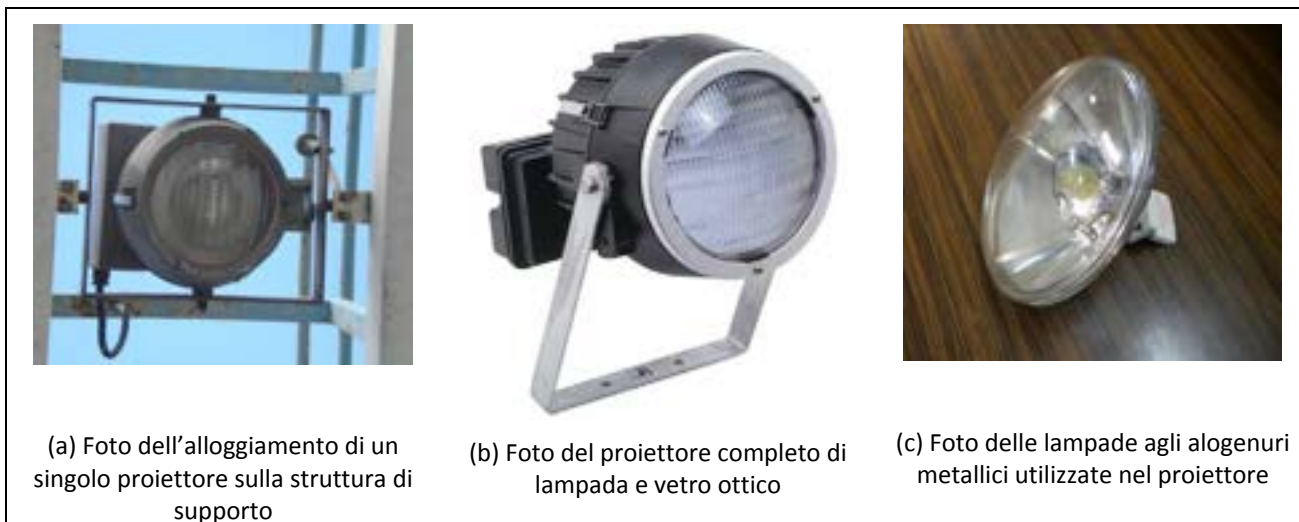 (a) Foto dell’alloggiamento di un
singolo proiettore sulla struttura di
supporto
(b) Foto del proiettore completo di
lampada e vetro ottico
(c) Foto delle lampade agli alogenuri
metallici utilizzate nel proiettore